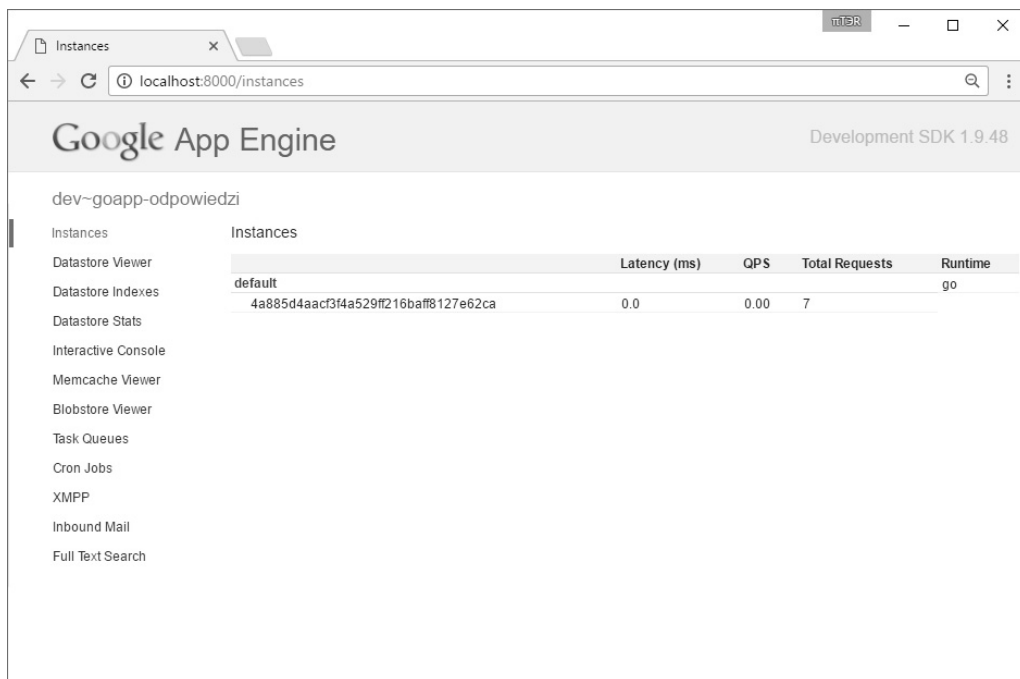 πTƎR
Instances
localhost:8000/instances
Google App Engine
Development SDK 1.9.48
dev~goapp-odpowiedzi
Instances
Datastore Viewer
Datastore Indexes
Datastore Stats
Interactive Console
Memcache Viewer
Blobstore Viewer
Task Queues
Cron Jobs
XMPP
Inbound Mail
Full Text Search
Instances
Latency (ms) QPS Total Requests Runtime
default go
4a885d4aacf3f4a529ff216baff8127e62ca 0.0 0.00 7